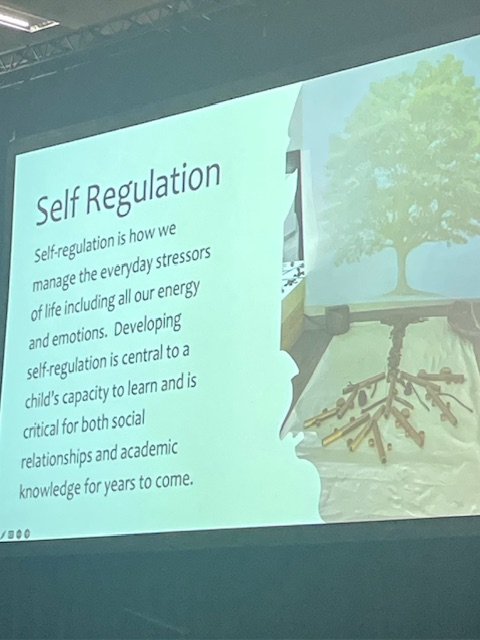 Self Regulation
Self-regulation is how we
manage the everyday stressors
of life including all our energy
and emotions. Developing
self-regulation is central to a
child's capacity to learn and is
critical for both social
relationships and academic
knowledge for years to come.